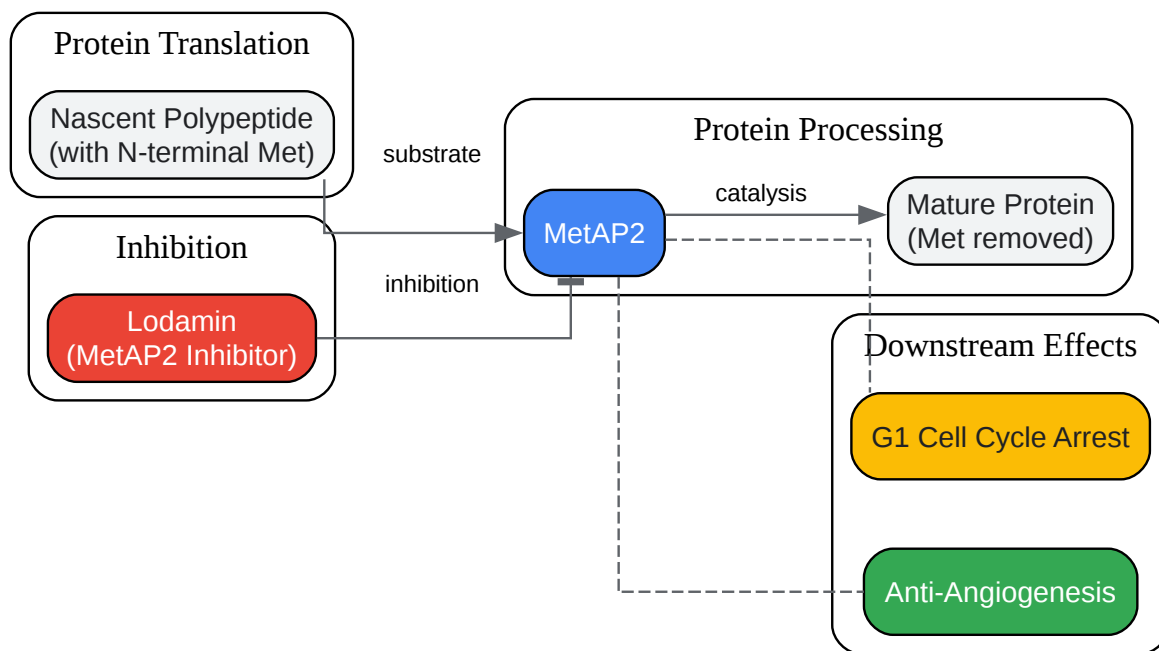 Protein Translation
Nascent Polypeptide
(with N-terminal Met)
substrate
Inhibition
Lodamin
(MetAP2 Inhibitor)
inhibition
Protein Processing
MetAP2
catalysis
Mature Protein
(Met removed)
Downstream Effects
G1 Cell Cycle Arrest
Anti-Angiogenesis